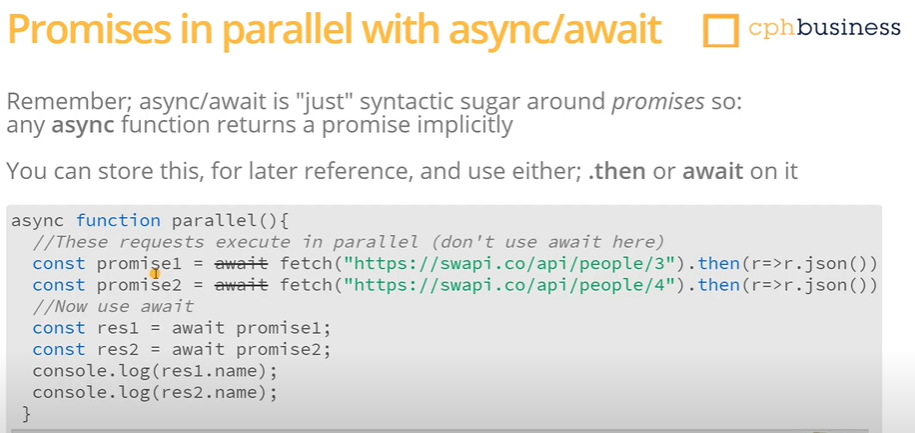 Promises in parallel with async/await
cphbusiness
Remember; async/await is "just" syntactic sugar around promises so:
any async function returns a promise implicitly
You can store this, for later reference, and use either; .then or await on it
async function parallel(){
//These requests execute in parallel (don't use await here)
const promise1 = await fetch("https://swapi.co/api/people/3").then(r=>r.json())
const promise2 = await fetch("https://swapi.co/api/people/4").then(r=>r.json())
//Now use await
const res1 = await promise1;
const res2 = await promise2;
console.log(res1.name);
console.log(res2.name);
}